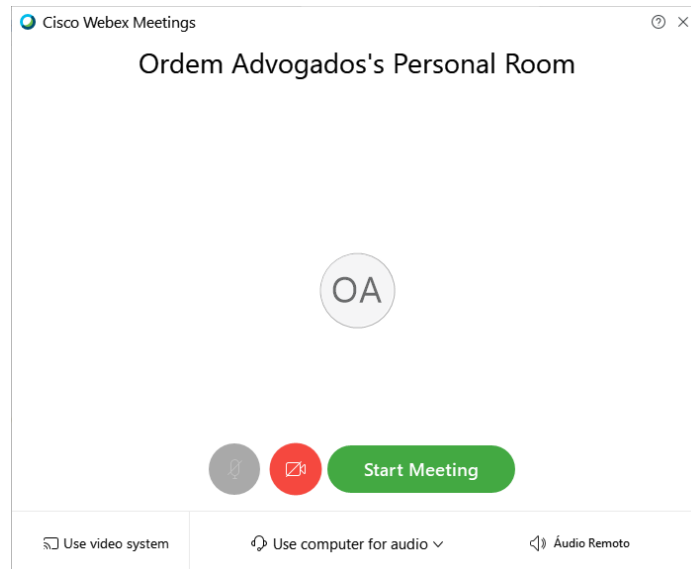 Cisco Webex Meetings
Ordem Advogados's Personal Room
OA
Start Meeting
Use video system
Use computer for audio
Áudio Remoto